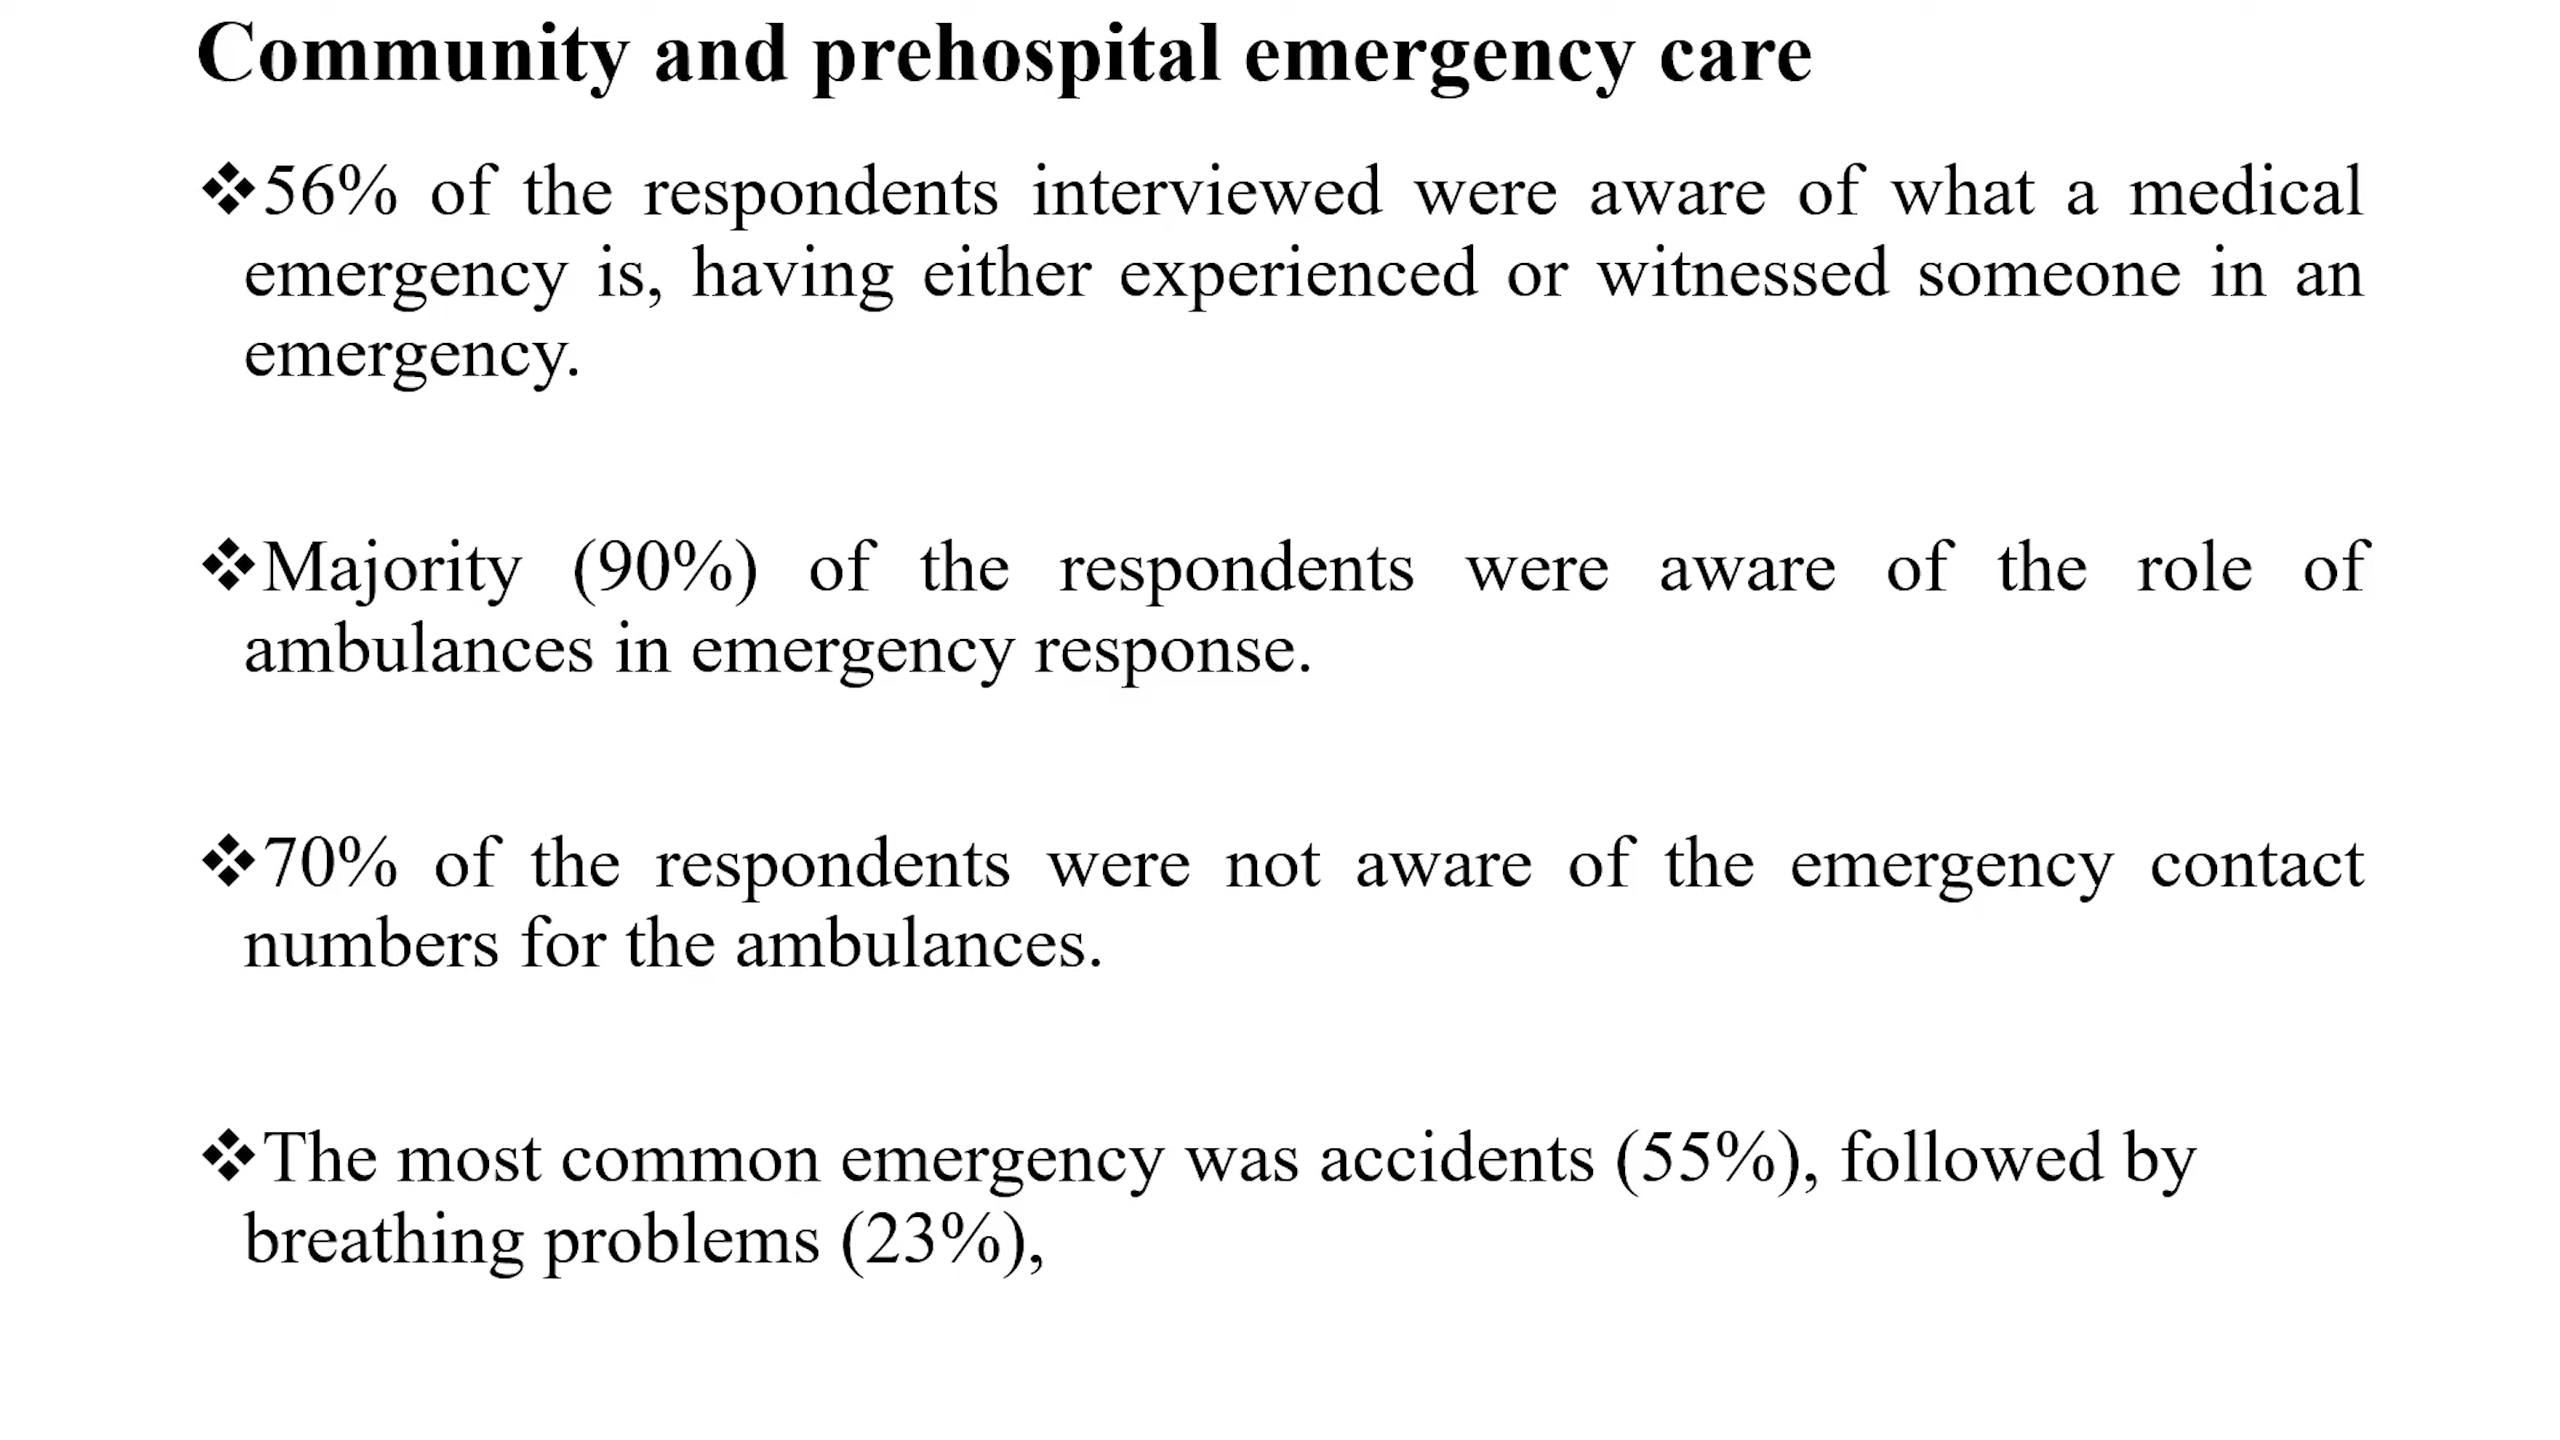 Community and prehospital emergency care
❖56% of the respondents interviewed were aware of what a medical
emergency is, having either experienced or witnessed someone in an
emergency.
❖Majority (90%) of the respondents were aware of the role of
ambulances in emergency response.
❖70% of the respondents were not aware of the emergency contact
numbers for the ambulances.
❖The most common emergency was accidents (55%), followed by
breathing problems (23%),